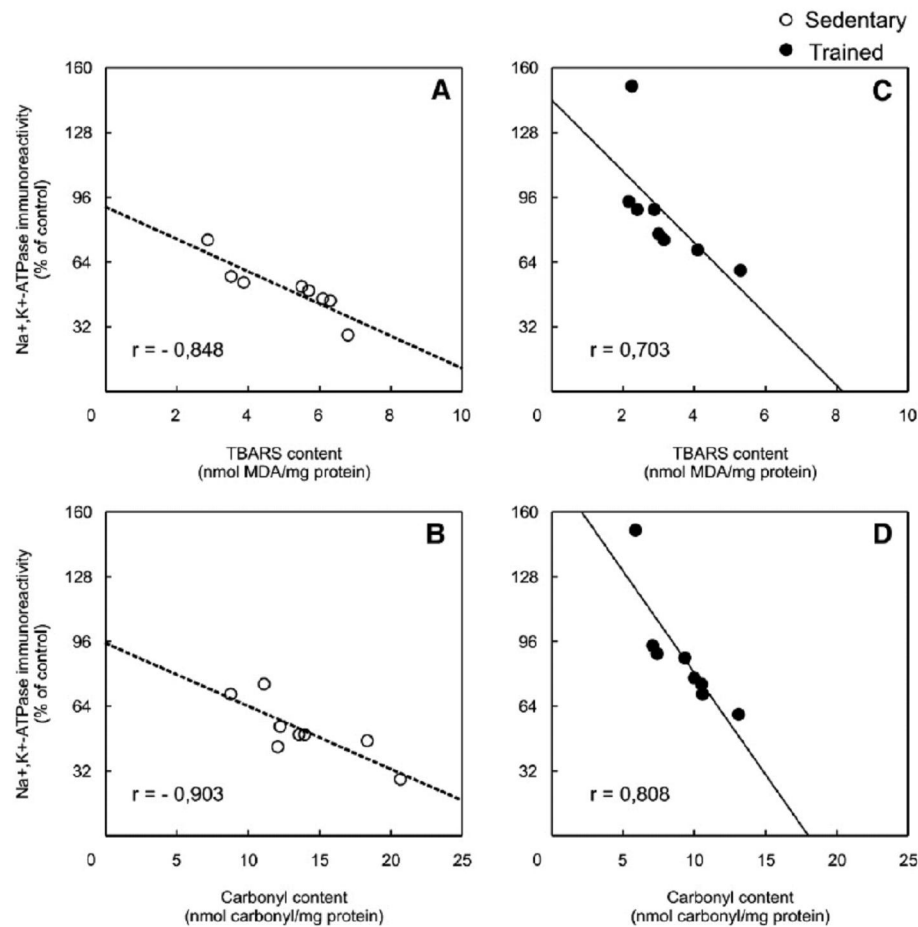 ○ Sedentary
● Trained
A
Na+,K+-ATPase immunoreactivity
(% of control)
160
128
96
64
32
r = - 0,848
0 2 4 6 8 10
TBARS content
(nmol MDA/mg protein)
C
160
128
96
64
32
r = 0,703
0 2 4 6 8 10
TBARS content
(nmol MDA/mg protein)
B
Na+,K+-ATPase immunoreactivity
(% of control)
160
128
96
64
32
r = - 0,903
0 5 10 15 20 25
Carbonyl content
(nmol carbonyl/mg protein)
D
160
128
96
64
32
r = 0,808
0 5 10 15 20 25
Carbonyl content
(nmol carbonyl/mg protein)